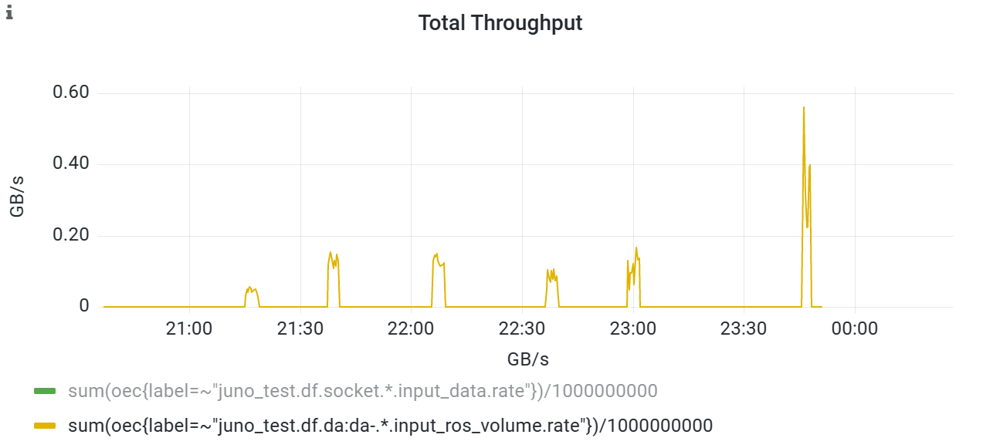 Total Throughput
0.60
0.40
0.20
0
GB/s
21:00 21:30 22:00 22:30 23:00 23:30 00:00
GB/s
sum(oec{label=~"juno_test.df.socket.*.input_data.rate"})/1000000000
sum(oec{label=~"juno_test.df.da:da-.*.input_ros_volume.rate"})/1000000000